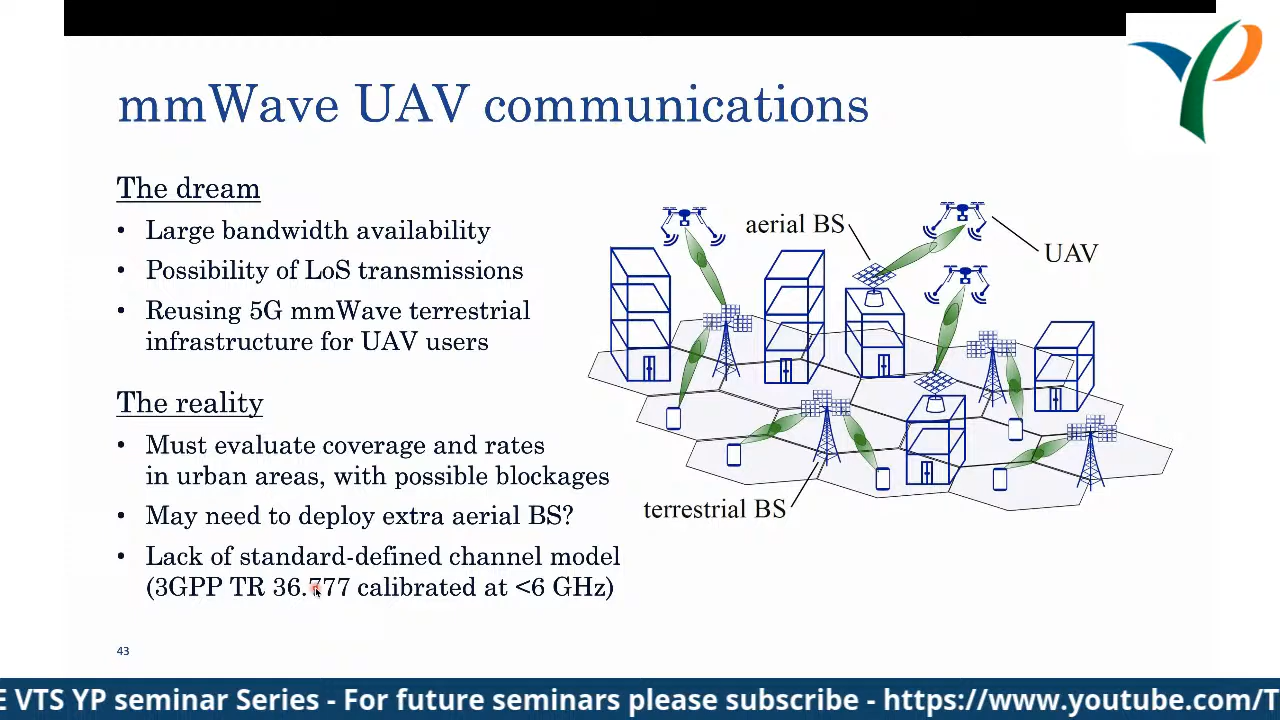 mmWave UAV communications
The dream
• Large bandwidth availability
• Possibility of LoS transmissions
• Reusing 5G mmWave terrestrial
infrastructure for UAV users
The reality
• Must evaluate coverage and rates
in urban areas, with possible blockages
• May need to deploy extra aerial BS?
• Lack of standard-defined channel model
(3GPP TR 36.777 calibrated at <6 GHz)
aerial BS
UAV
terrestrial BS
43
E VTS YP seminar Series - For future seminars please subscribe - https://www.youtube.com/T